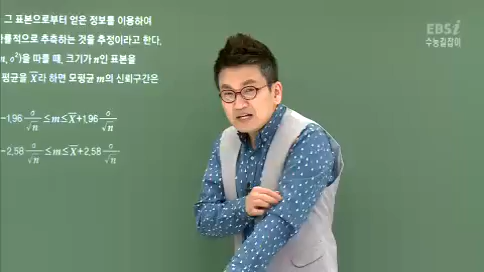 EBSi
수능길잡이
그 표본으로부터 얻은 정보를 이용하여
률적으로 추측하는 것을 추정이라고 한다.
, σ²)을 따를 때, 크기가 n인 표본을
평균을 X̄라 하면 모평균 m의 신뢰구간은
-1.96 σ/√n ≤ m ≤ X̄+1.96 σ/√n
-2.58 σ/√n ≤ m ≤ X̄+2.58 σ/√n